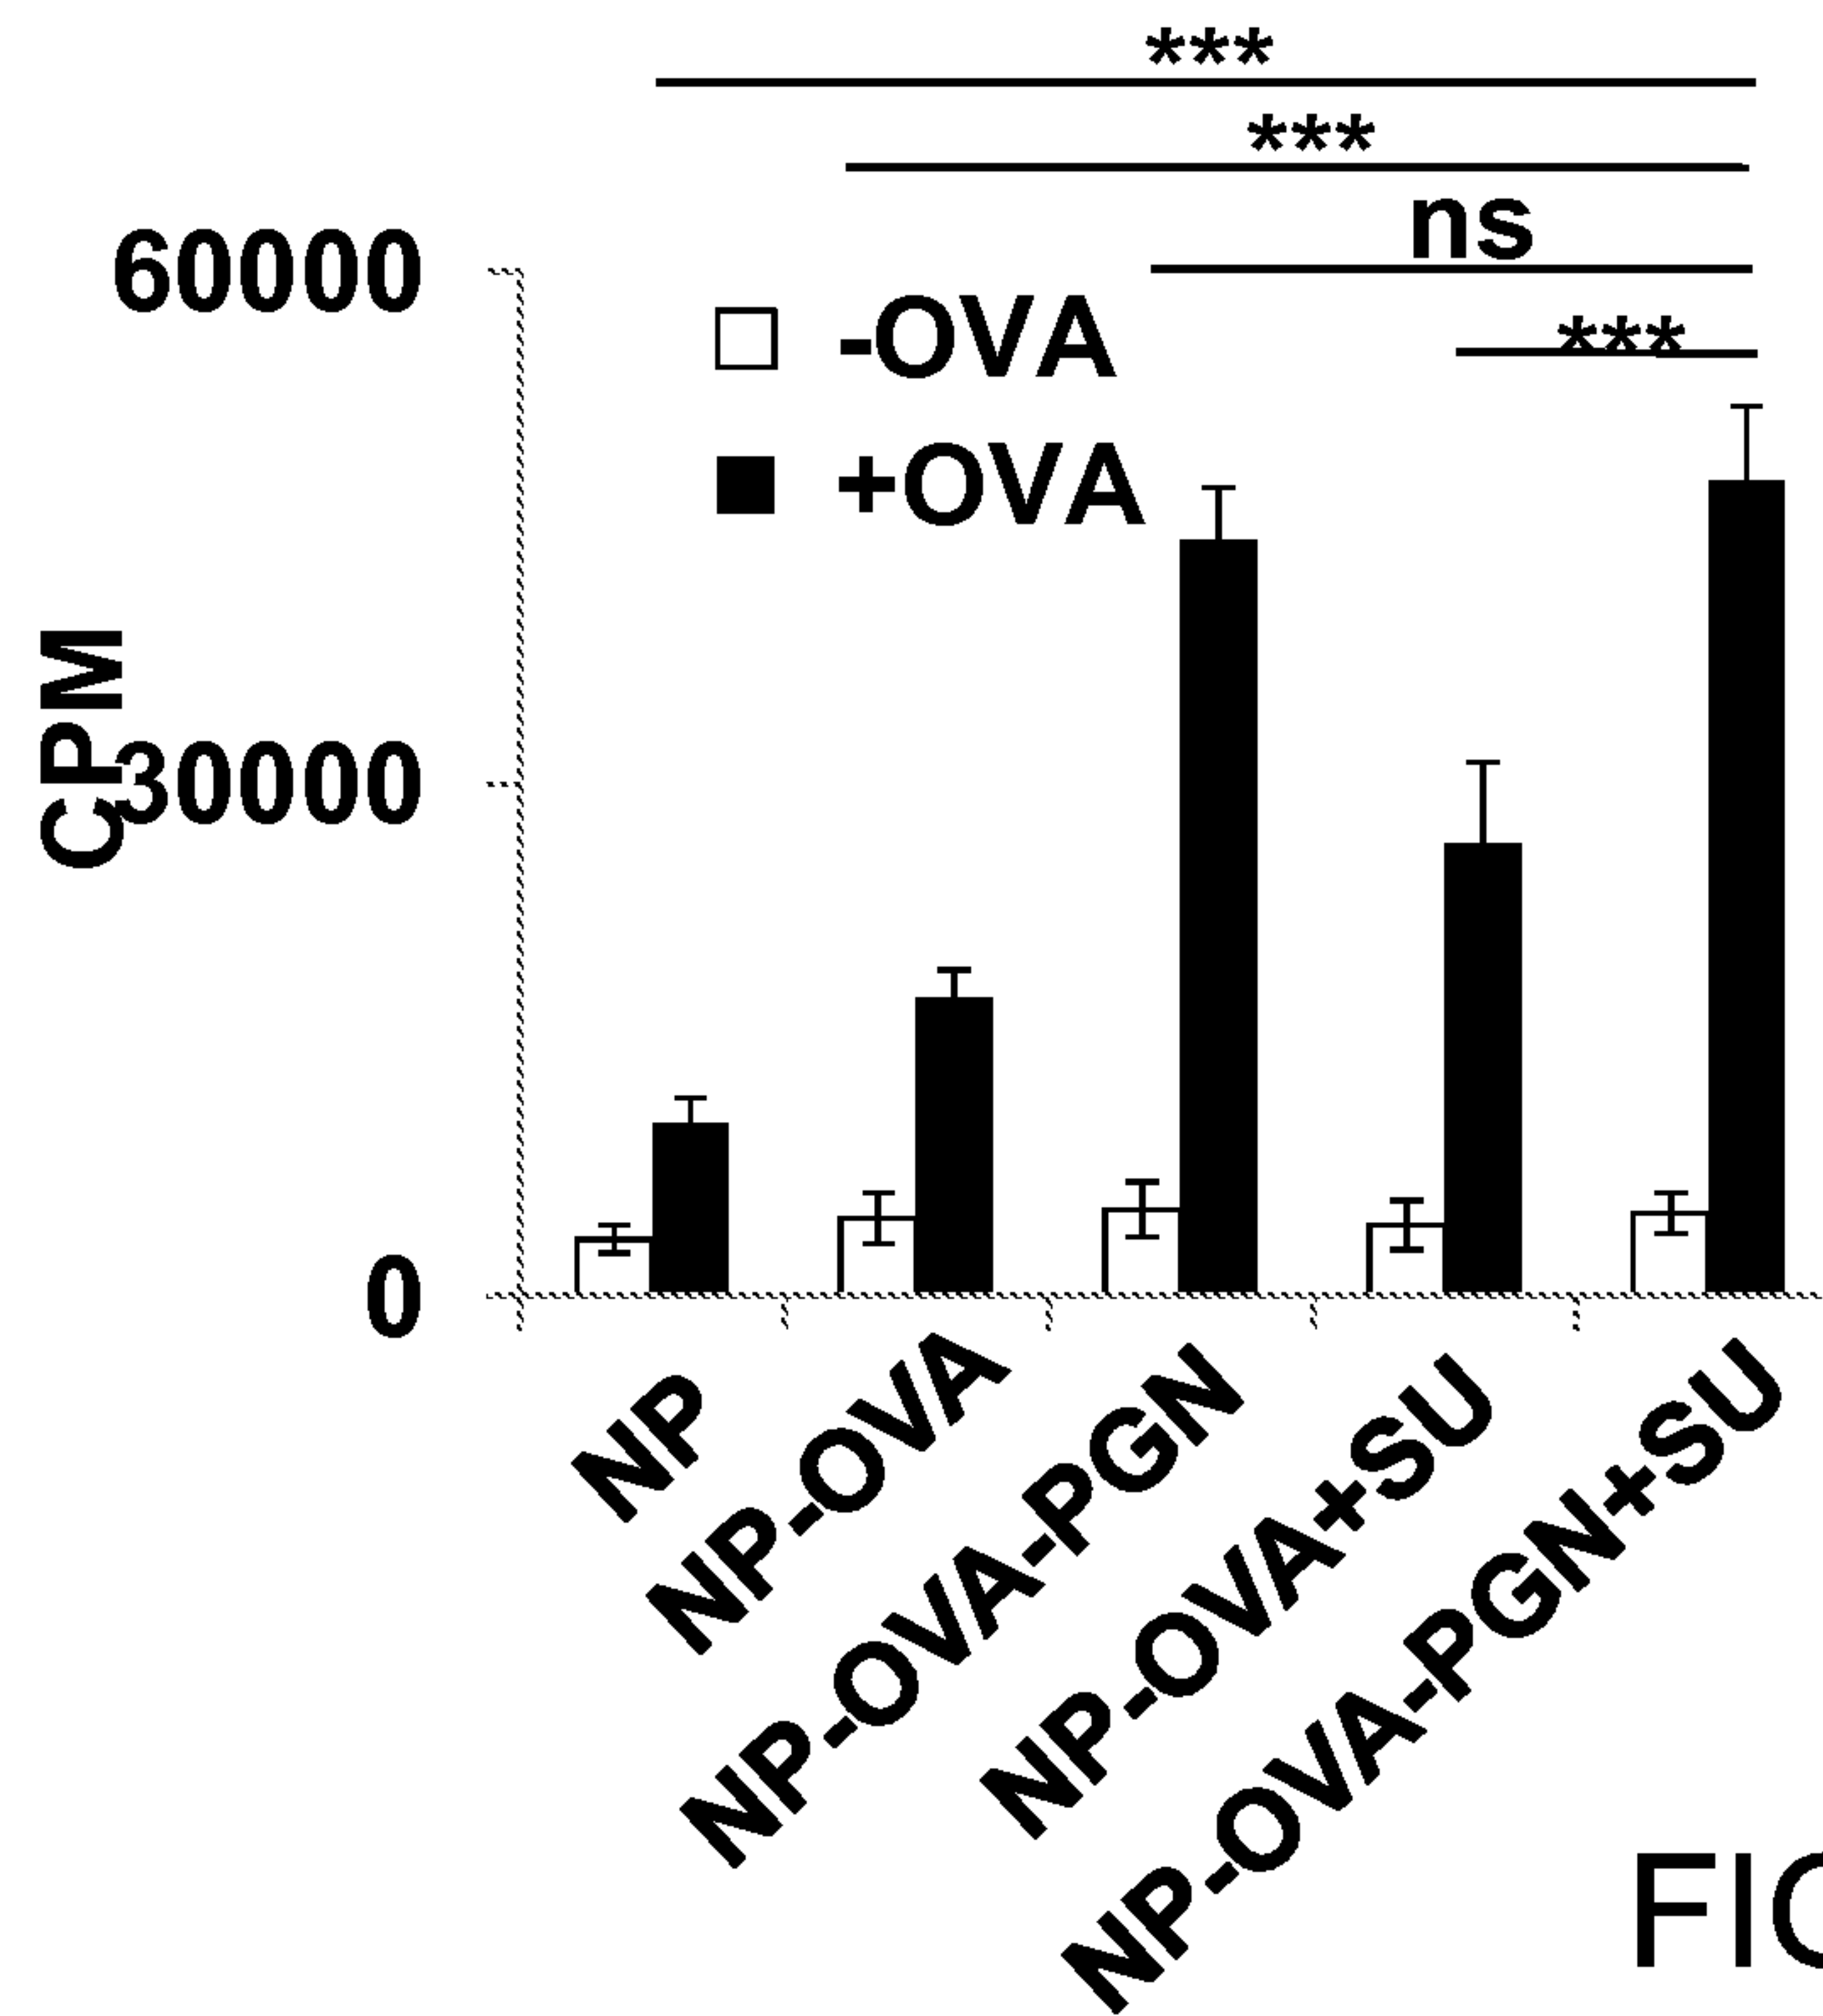 ***
***
ns
***
60000
-OVA
+OVA
CPM
30000
0
NP
NP-OVA
NP-OVA-PGN
NP-OVA+SU
NP-OVA-PGN+SU